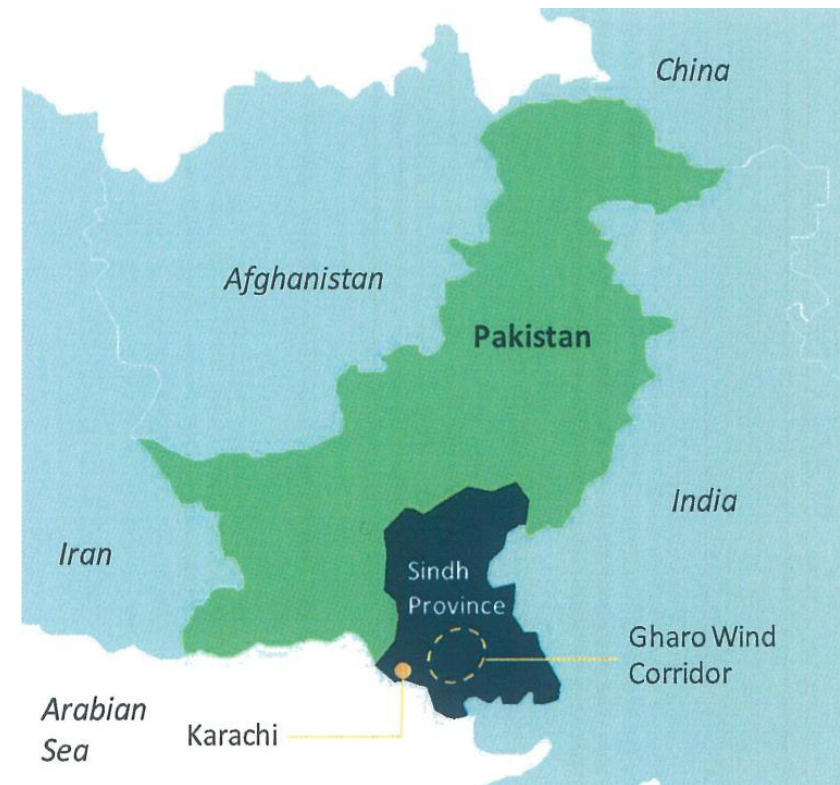 China
Afghanistan
Pakistan
India
Iran
Sindh
Province
Gharo Wind
Corridor
Arabian
Sea
Karachi